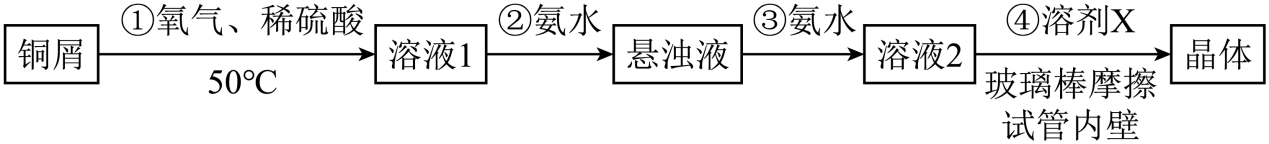 ①氧气、稀硫酸
②氨水
③氨水
④溶剂X
铜屑
溶液1
悬浊液
溶液2
晶体
50℃
玻璃棒摩擦
试管内壁